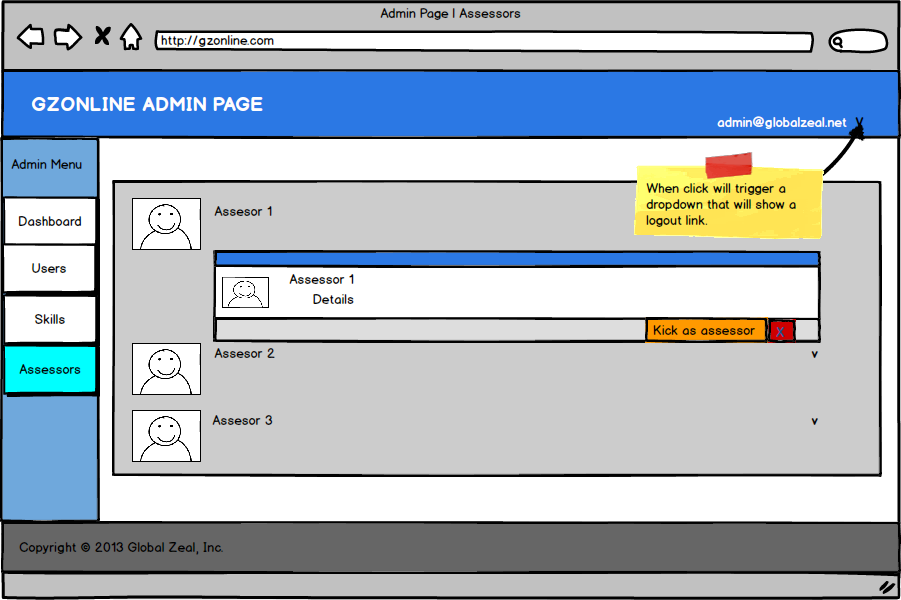 Admin Page | Assessors
http://gzonline.com
GZONLINE ADMIN PAGE
admin@globalzeal.net v
Admin Menu
Dashboard
Users
Skills
Assessors
When click will trigger a
dropdown that will show a
logout link.
Assesor 1
Assessor 1
Details
Kick as assessor X
Assesor 2 v
Assesor 3 v
Copyright © 2013 Global Zeal, Inc.